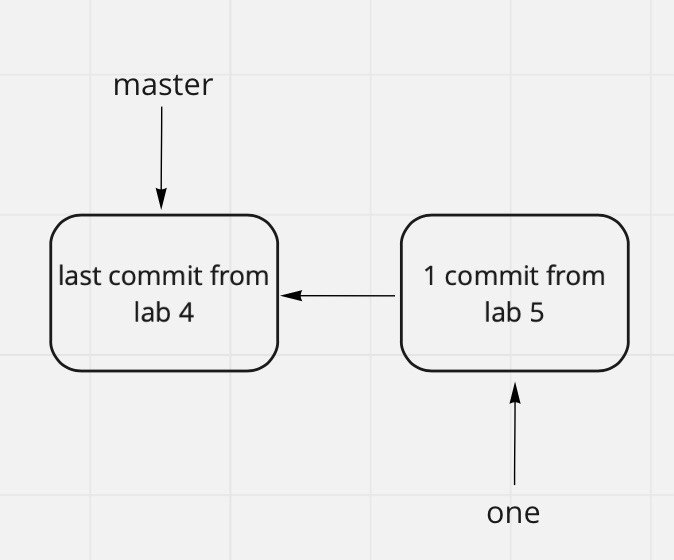 master
last commit from
lab 4
1 commit from
lab 5
one